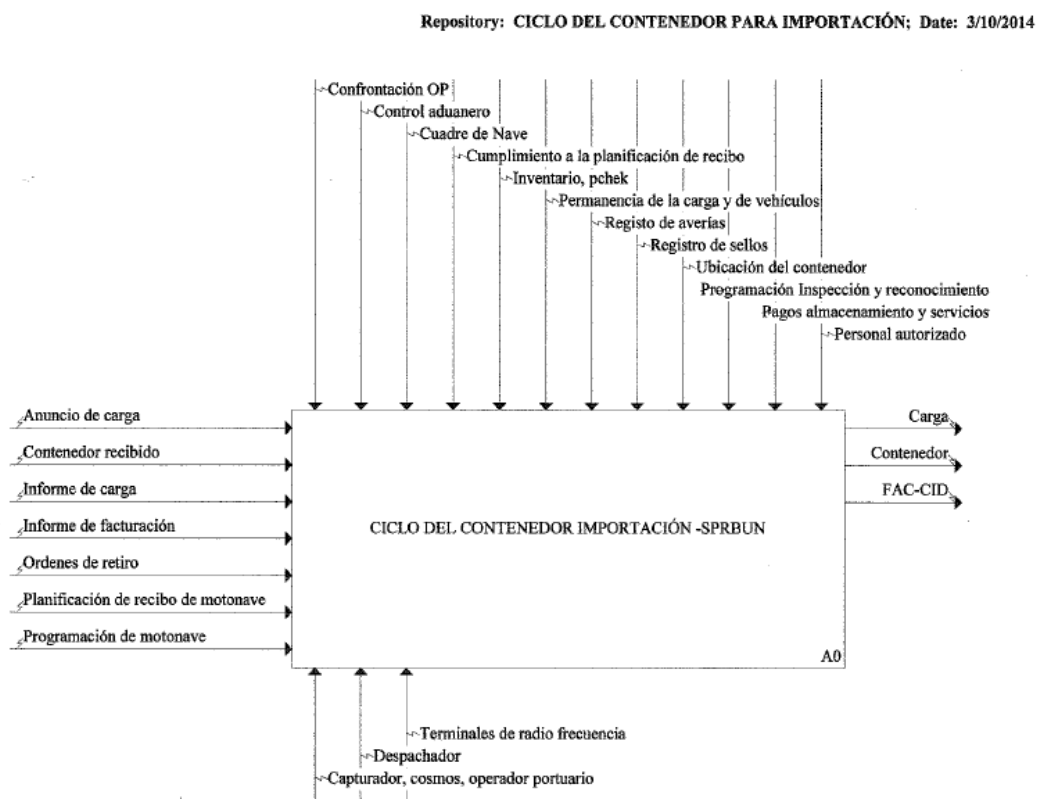 Repository: CICLO DEL CONTENEDOR PARA IMPORTACIÓN; Date: 3/10/2014
Confrontación OP
Control aduanero
Cuadre de Nave
Cumplimiento a la planificación de recibo
Inventario, pchek
Permanencia de la carga y de vehículos
Registo de averías
Registro de sellos
Ubicación del contenedor
Programación Inspección y reconocimiento
Pagos almacenamiento y servicios
Personal autorizado
Anuncio de carga
Contenedor recibido
Informe de carga
Informe de facturación
Ordenes de retiro
Planificación de recibo de motonave
Programación de motonave
CICLO DEL CONTENEDOR IMPORTACIÓN -SPRBUN
A0
Carga
Contenedor
FAC-CID
Terminales de radio frecuencia
Despachador
Capturador, cosmos, operador portuario